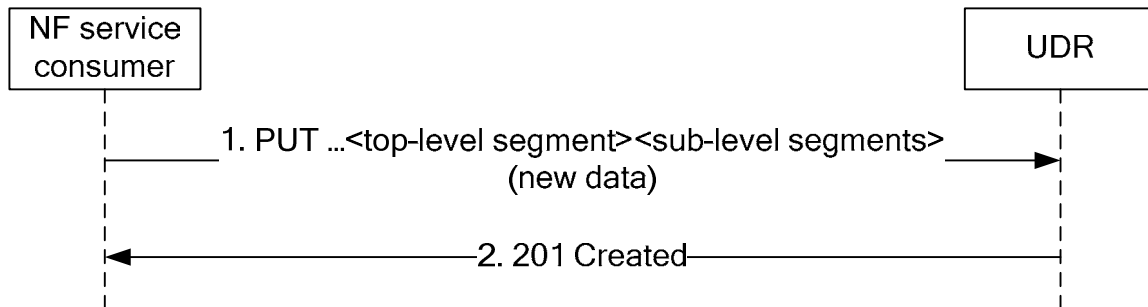 NF service
consumer
UDR
1. PUT ...<top-level segment><sub-level segments>
(new data)
2. 201 Created